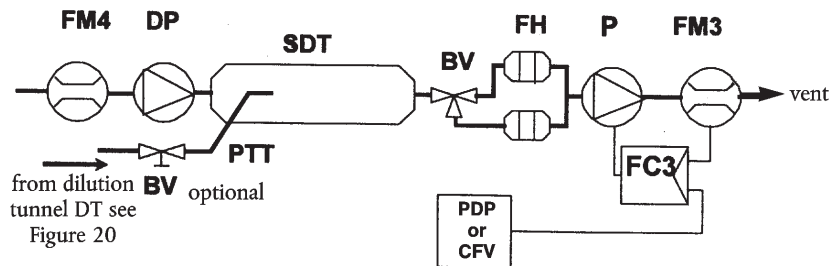 FM4 DP
SDT
BV
FH
P
FM3
vent
PTT
from dilution
tunnel DT see
Figure 20
BV optional
FC3
PDP
or
CFV